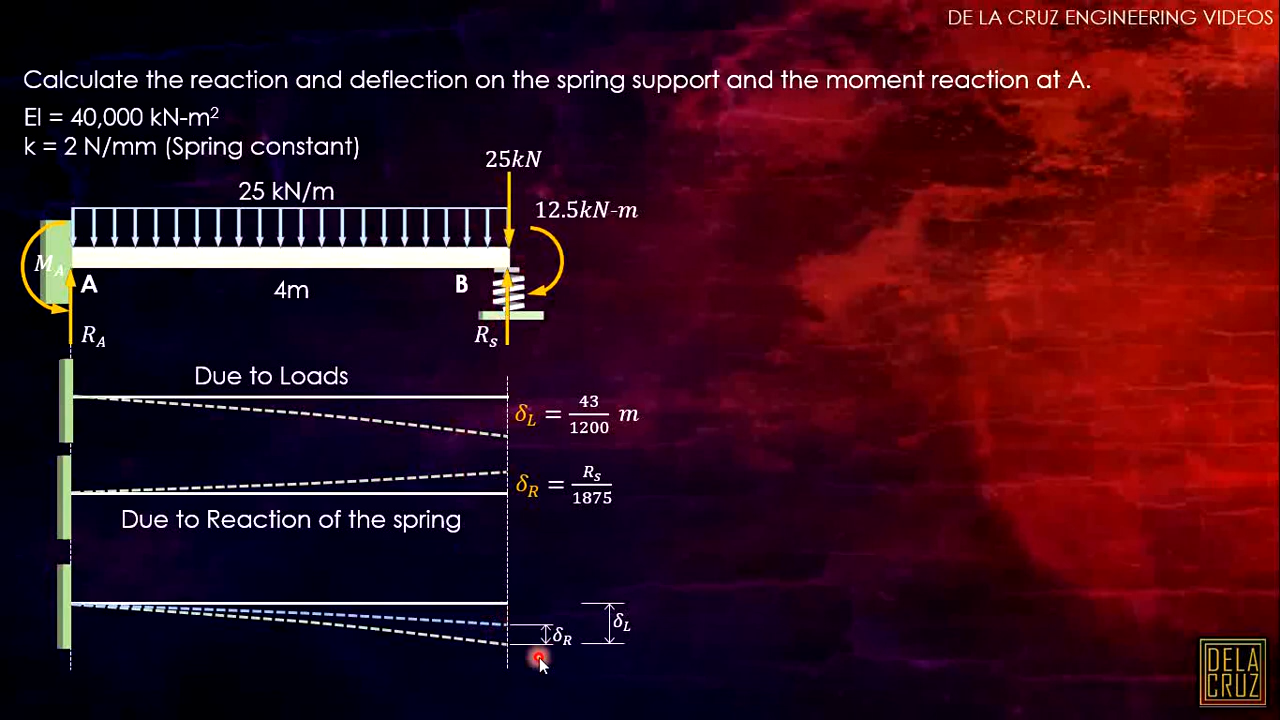 DE LA CRUZ ENGINEERING VIDEOS
Calculate the reaction and deflection on the spring support and the moment reaction at A.
EI = 40,000 kN-m²
k = 2 N/mm (Spring constant)
25kN
25 kN/m
12.5kN-m
M_A
A
4m
B
R_A
R_s
Due to Loads
δ_L = 43/1200 m
δ_R = R_s/1875
Due to Reaction of the spring
δ_L
δ_R
DELA
CRUZ